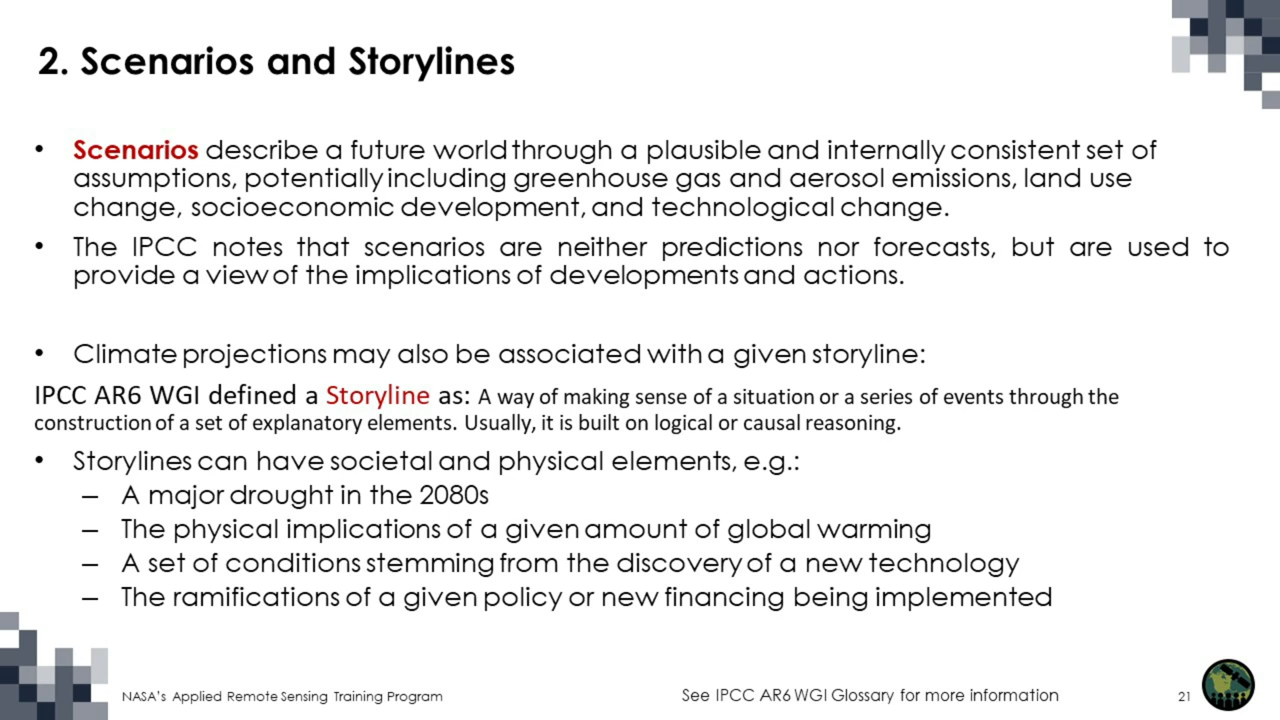 2. Scenarios and Storylines
• Scenarios describe a future world through a plausible and internally consistent set of
assumptions, potentially including greenhouse gas and aerosol emissions, land use
change, socioeconomic development, and technological change.
• The IPCC notes that scenarios are neither predictions nor forecasts, but are used to
provide a view of the implications of developments and actions.
• Climate projections may also be associated with a given storyline:
IPCC AR6 WGI defined a Storyline as: A way of making sense of a situation or a series of events through the
construction of a set of explanatory elements. Usually, it is built on logical or causal reasoning.
• Storylines can have societal and physical elements, e.g.:
– A major drought in the 2080s
– The physical implications of a given amount of global warming
– A set of conditions stemming from the discovery of a new technology
– The ramifications of a given policy or new financing being implemented
NASA's Applied Remote Sensing Training Program
See IPCC AR6 WGI Glossary for more information
21